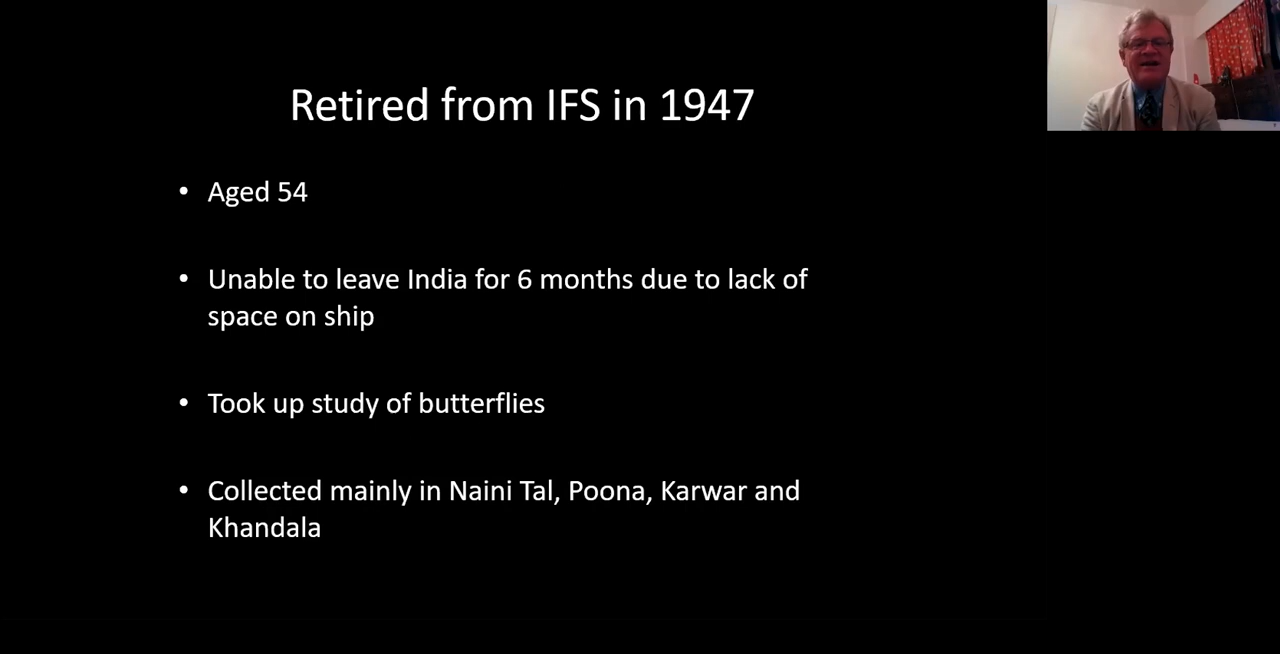 Retired from IFS in 1947
• Aged 54
• Unable to leave India for 6 months due to lack of
space on ship
• Took up study of butterflies
• Collected mainly in Naini Tal, Poona, Karwar and
Khandala